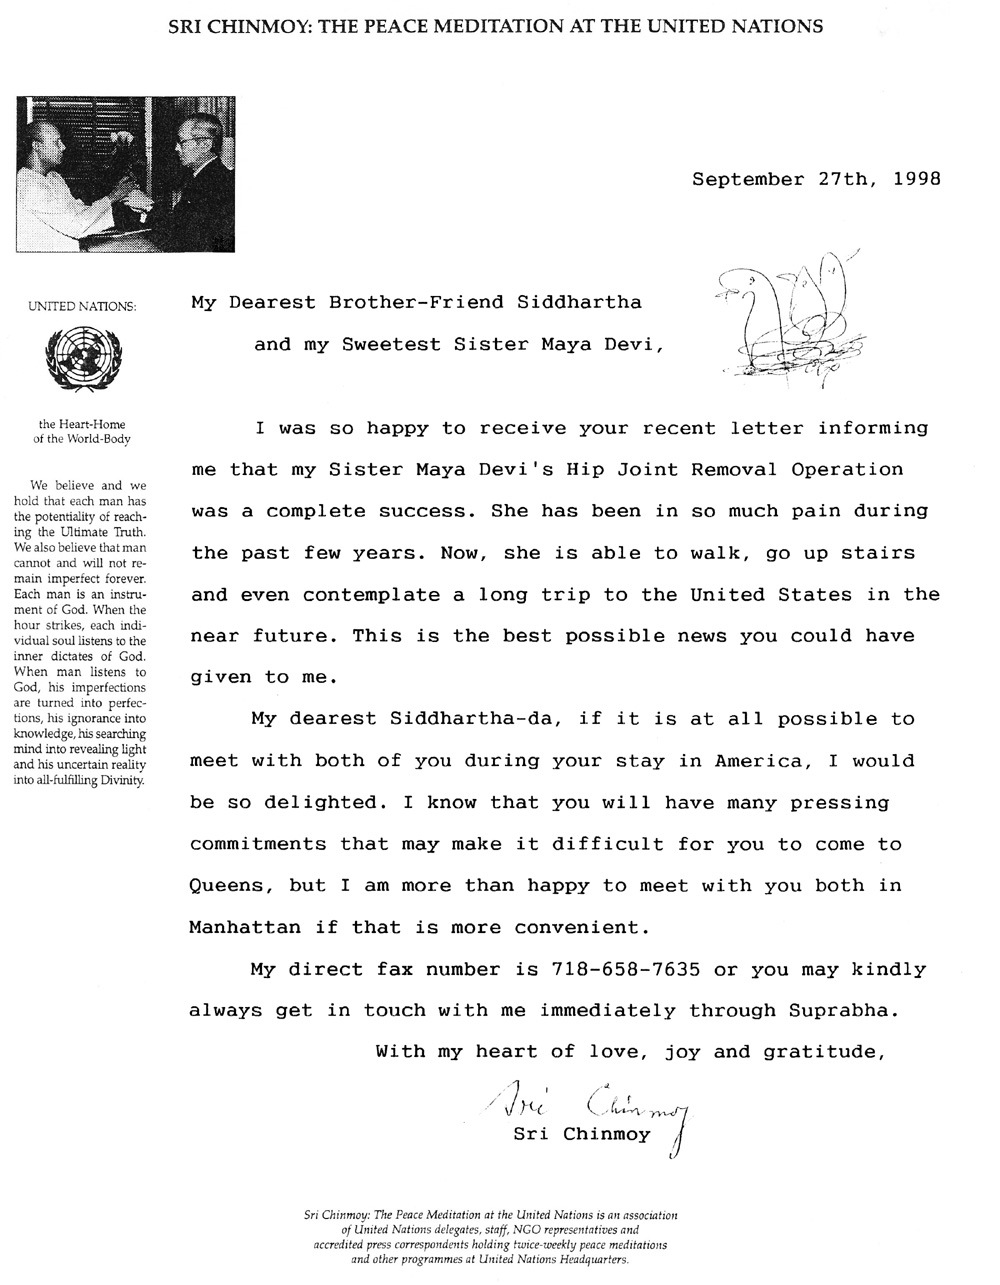 SRI CHINMOY: THE PEACE MEDITATION AT THE UNITED NATIONS
September 27th, 1998
UNITED NATIONS:
the Heart-Home
of the World-Body
We believe and we
hold that each man has
the potentiality of reach-
ing the Ultimate Truth.
We also believe that man
cannot and will not re-
main imperfect forever.
Each man is an instru-
ment of God. When the
hour strikes, each indi-
vidual soul listens to the
inner dictates of God.
When man listens to
God, his imperfections
are turned into perfec-
tions, his ignorance into
knowledge, his searching
mind into revealing light
and his uncertain reality
into all-fulfilling Divinity.
My Dearest Brother-Friend Siddhartha
and my Sweetest Sister Maya Devi,
I was so happy to receive your recent letter informing
me that my Sister Maya Devi's Hip Joint Removal Operation
was a complete success. She has been in so much pain during
the past few years. Now, she is able to walk, go up stairs
and even contemplate a long trip to the United States in the
near future. This is the best possible news you could have
given to me.
My dearest Siddhartha-da, if it is at all possible to
meet with both of you during your stay in America, I would
be so delighted. I know that you will have many pressing
commitments that may make it difficult for you to come to
Queens, but I am more than happy to meet with you both in
Manhattan if that is more convenient.
My direct fax number is 718-658-7635 or you may kindly
always get in touch with me immediately through Suprabha.
With my heart of love, joy and gratitude,
Sri Chinmoy
Sri Chinmoy
Sri Chinmoy: The Peace Meditation at the United Nations is an association
of United Nations delegates, staff, NGO representatives and
accredited press correspondents holding twice-weekly peace meditations
and other programmes at United Nations Headquarters.